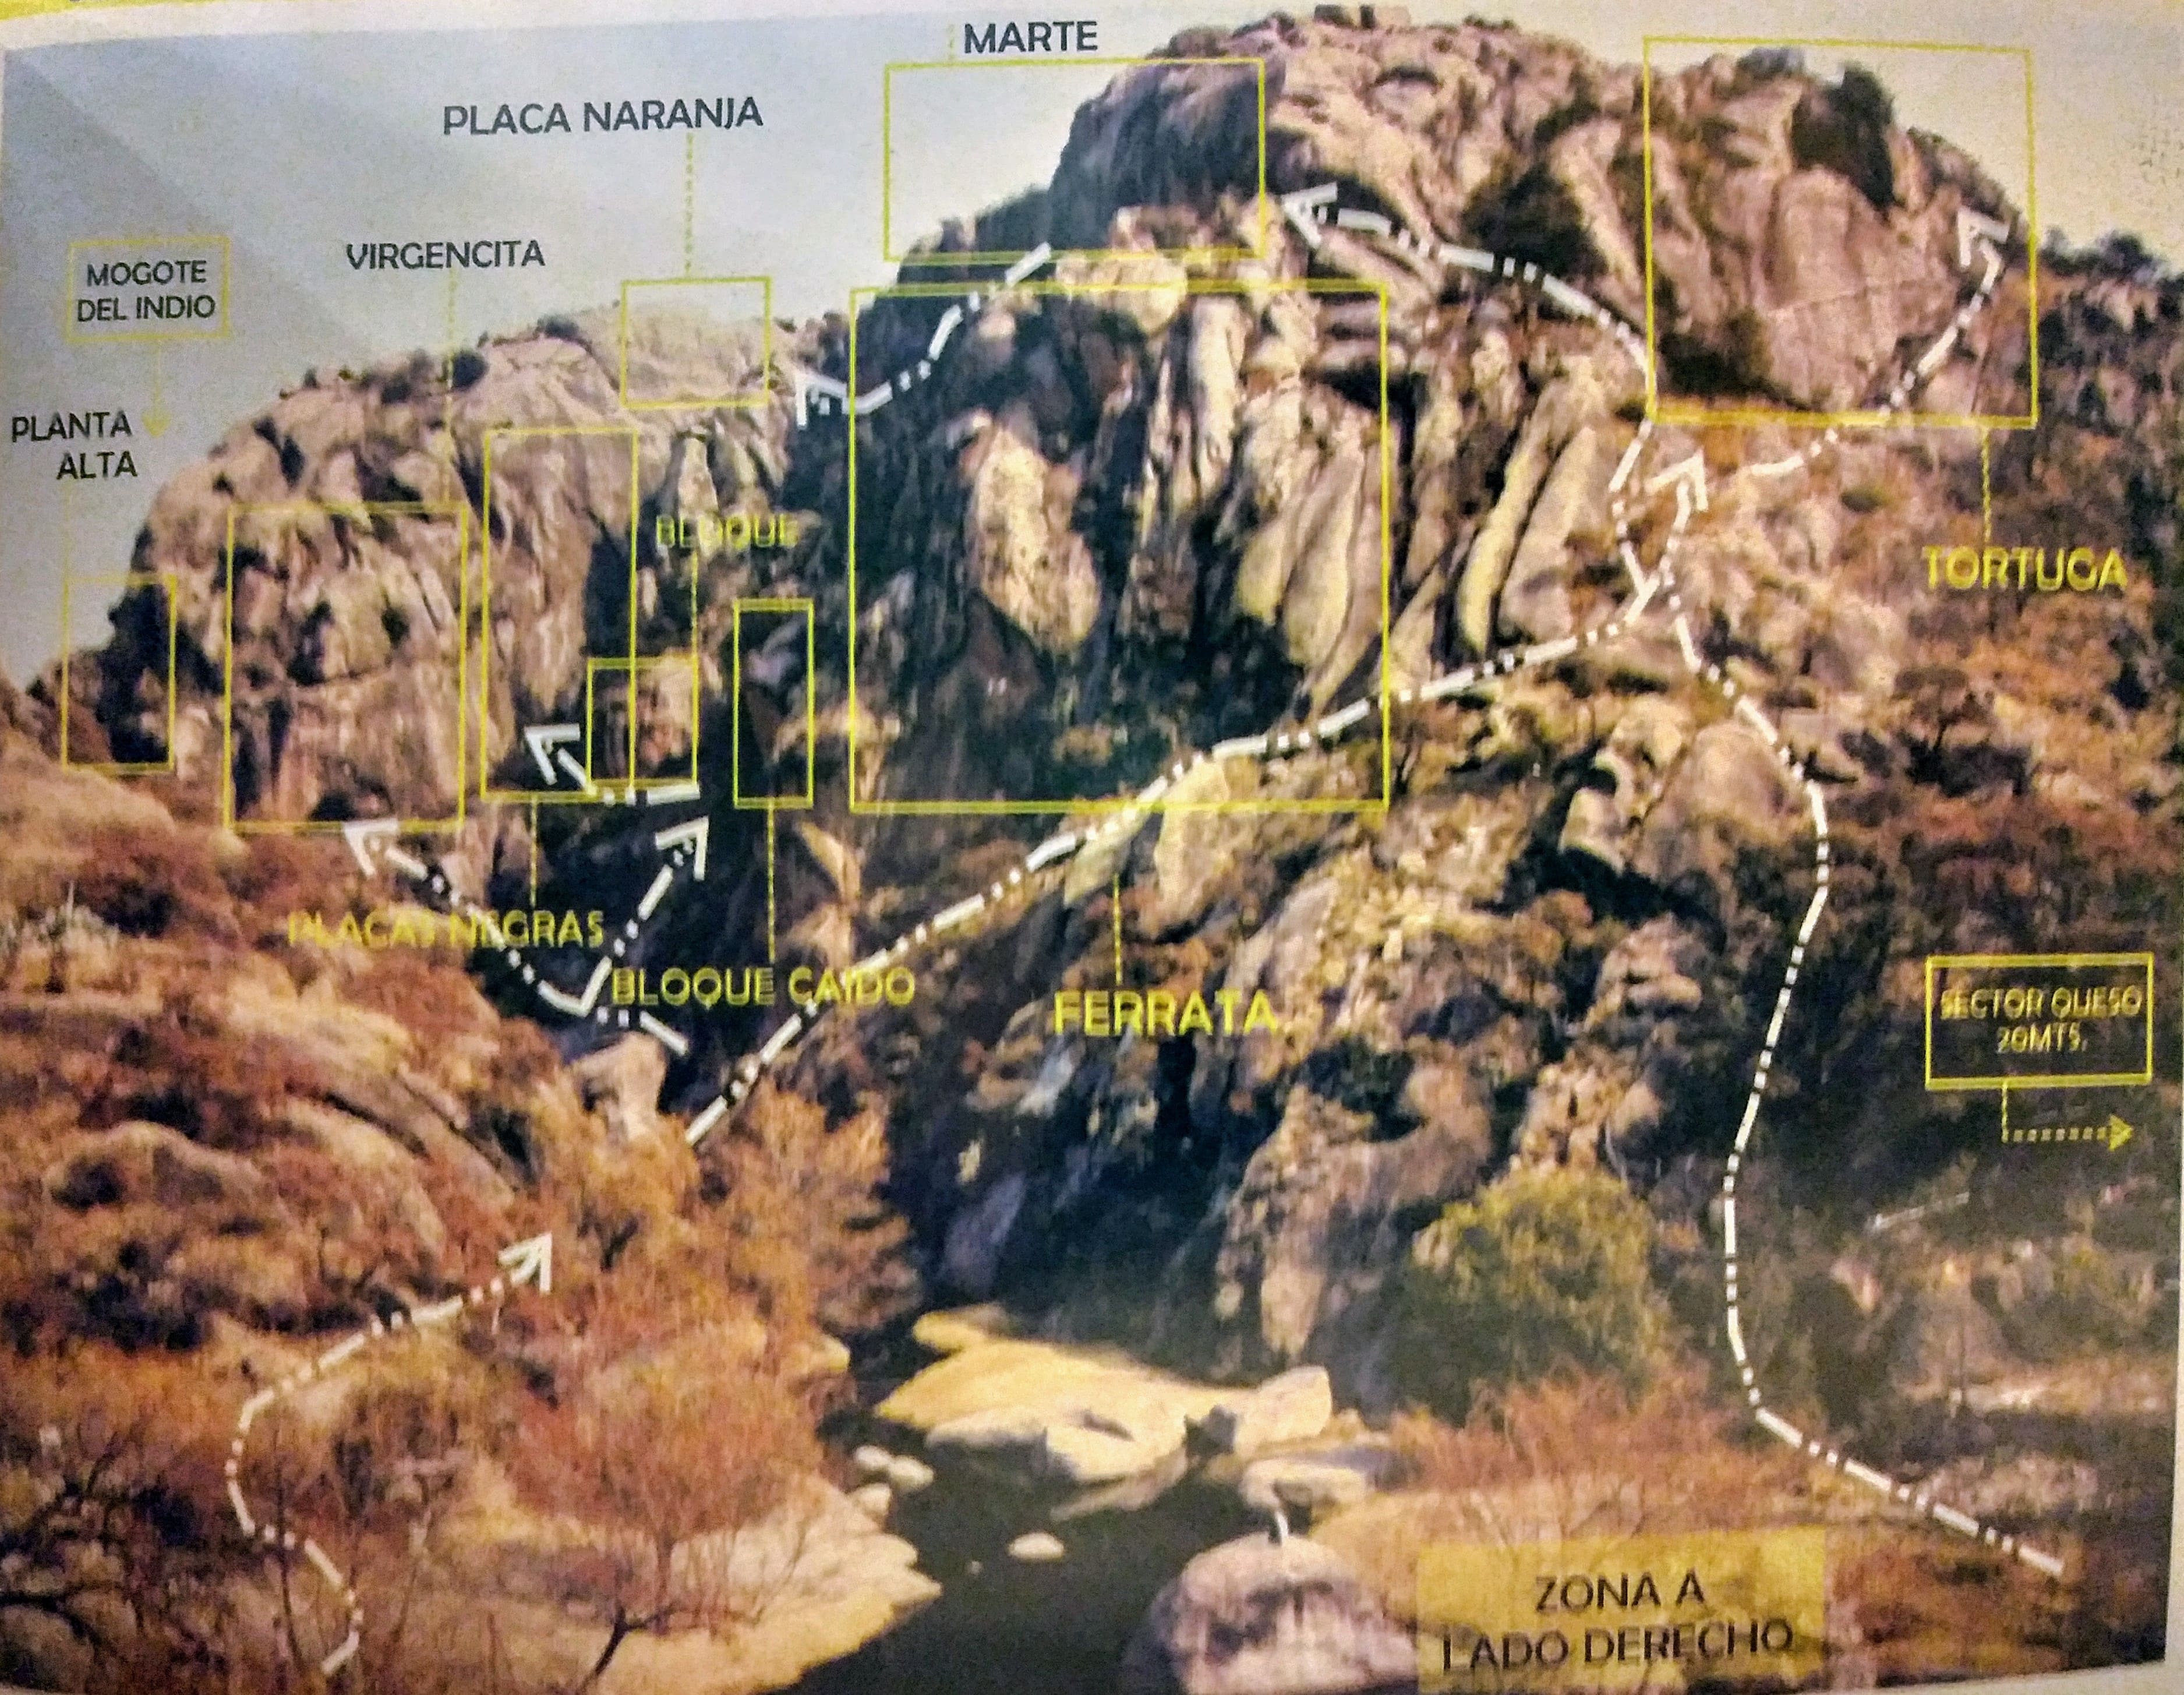 MARTE
PLACA NARANJA
VIRGENCITA
MOGOTE
DEL INDIO
PLANTA
ALTA
BLOQUE
TORTUGA
PLACAS NEGRAS
BLOQUE CAIDO
FERRATA
SECTOR QUESO
20MTS.
ZONA A
LADO DERECHO